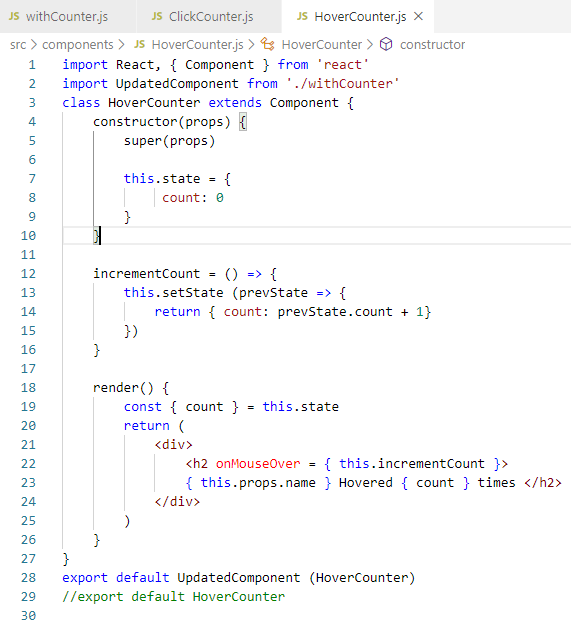 JS withCounter.js JS ClickCounter.js JS HoverCounter.js ×
src > components > JS HoverCounter.js > HoverCounter > constructor
1 import React, { Component } from 'react'
2 import UpdatedComponent from './withCounter'
3 class HoverCounter extends Component {
4     constructor(props) {
5         super(props)
6
7         this.state = {
8              count: 0
9         }
10     }
11
12     incrementCount = () => {
13         this.setState (prevState => {
14             return { count: prevState.count + 1}
15         })
16     }
17
18     render() {
19         const { count } = this.state
20         return (
21             <div>
22                 <h2 onMouseOver = { this.incrementCount }>
23                 { this.props.name } Hovered { count } times </h2>
24             </div>
25         )
26     }
27 }
28 export default UpdatedComponent (HoverCounter)
29 //export default HoverCounter
30